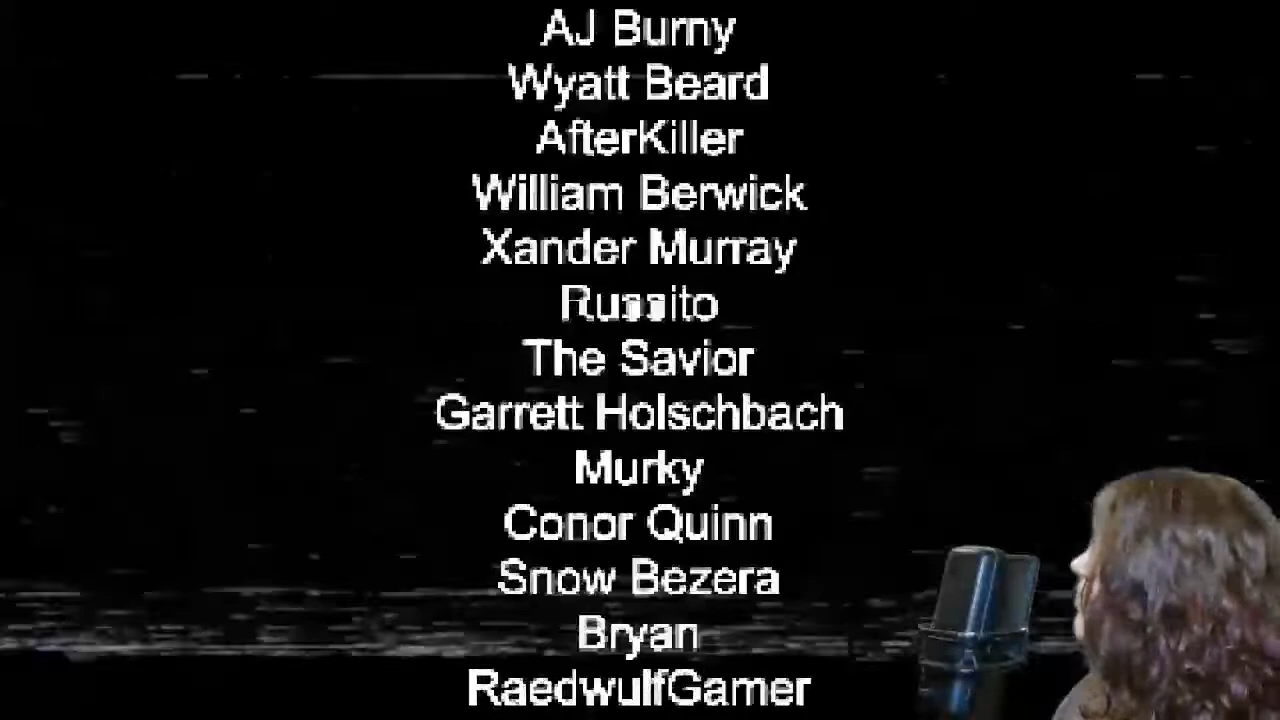 AJ Burny
Wyatt Beard
AfterKiller
William Berwick
Xander Murray
Russito
The Savior
Garrett Holschbach
Murky
Conor Quinn
Snow Bezera
Bryan
RaedwulfGamer